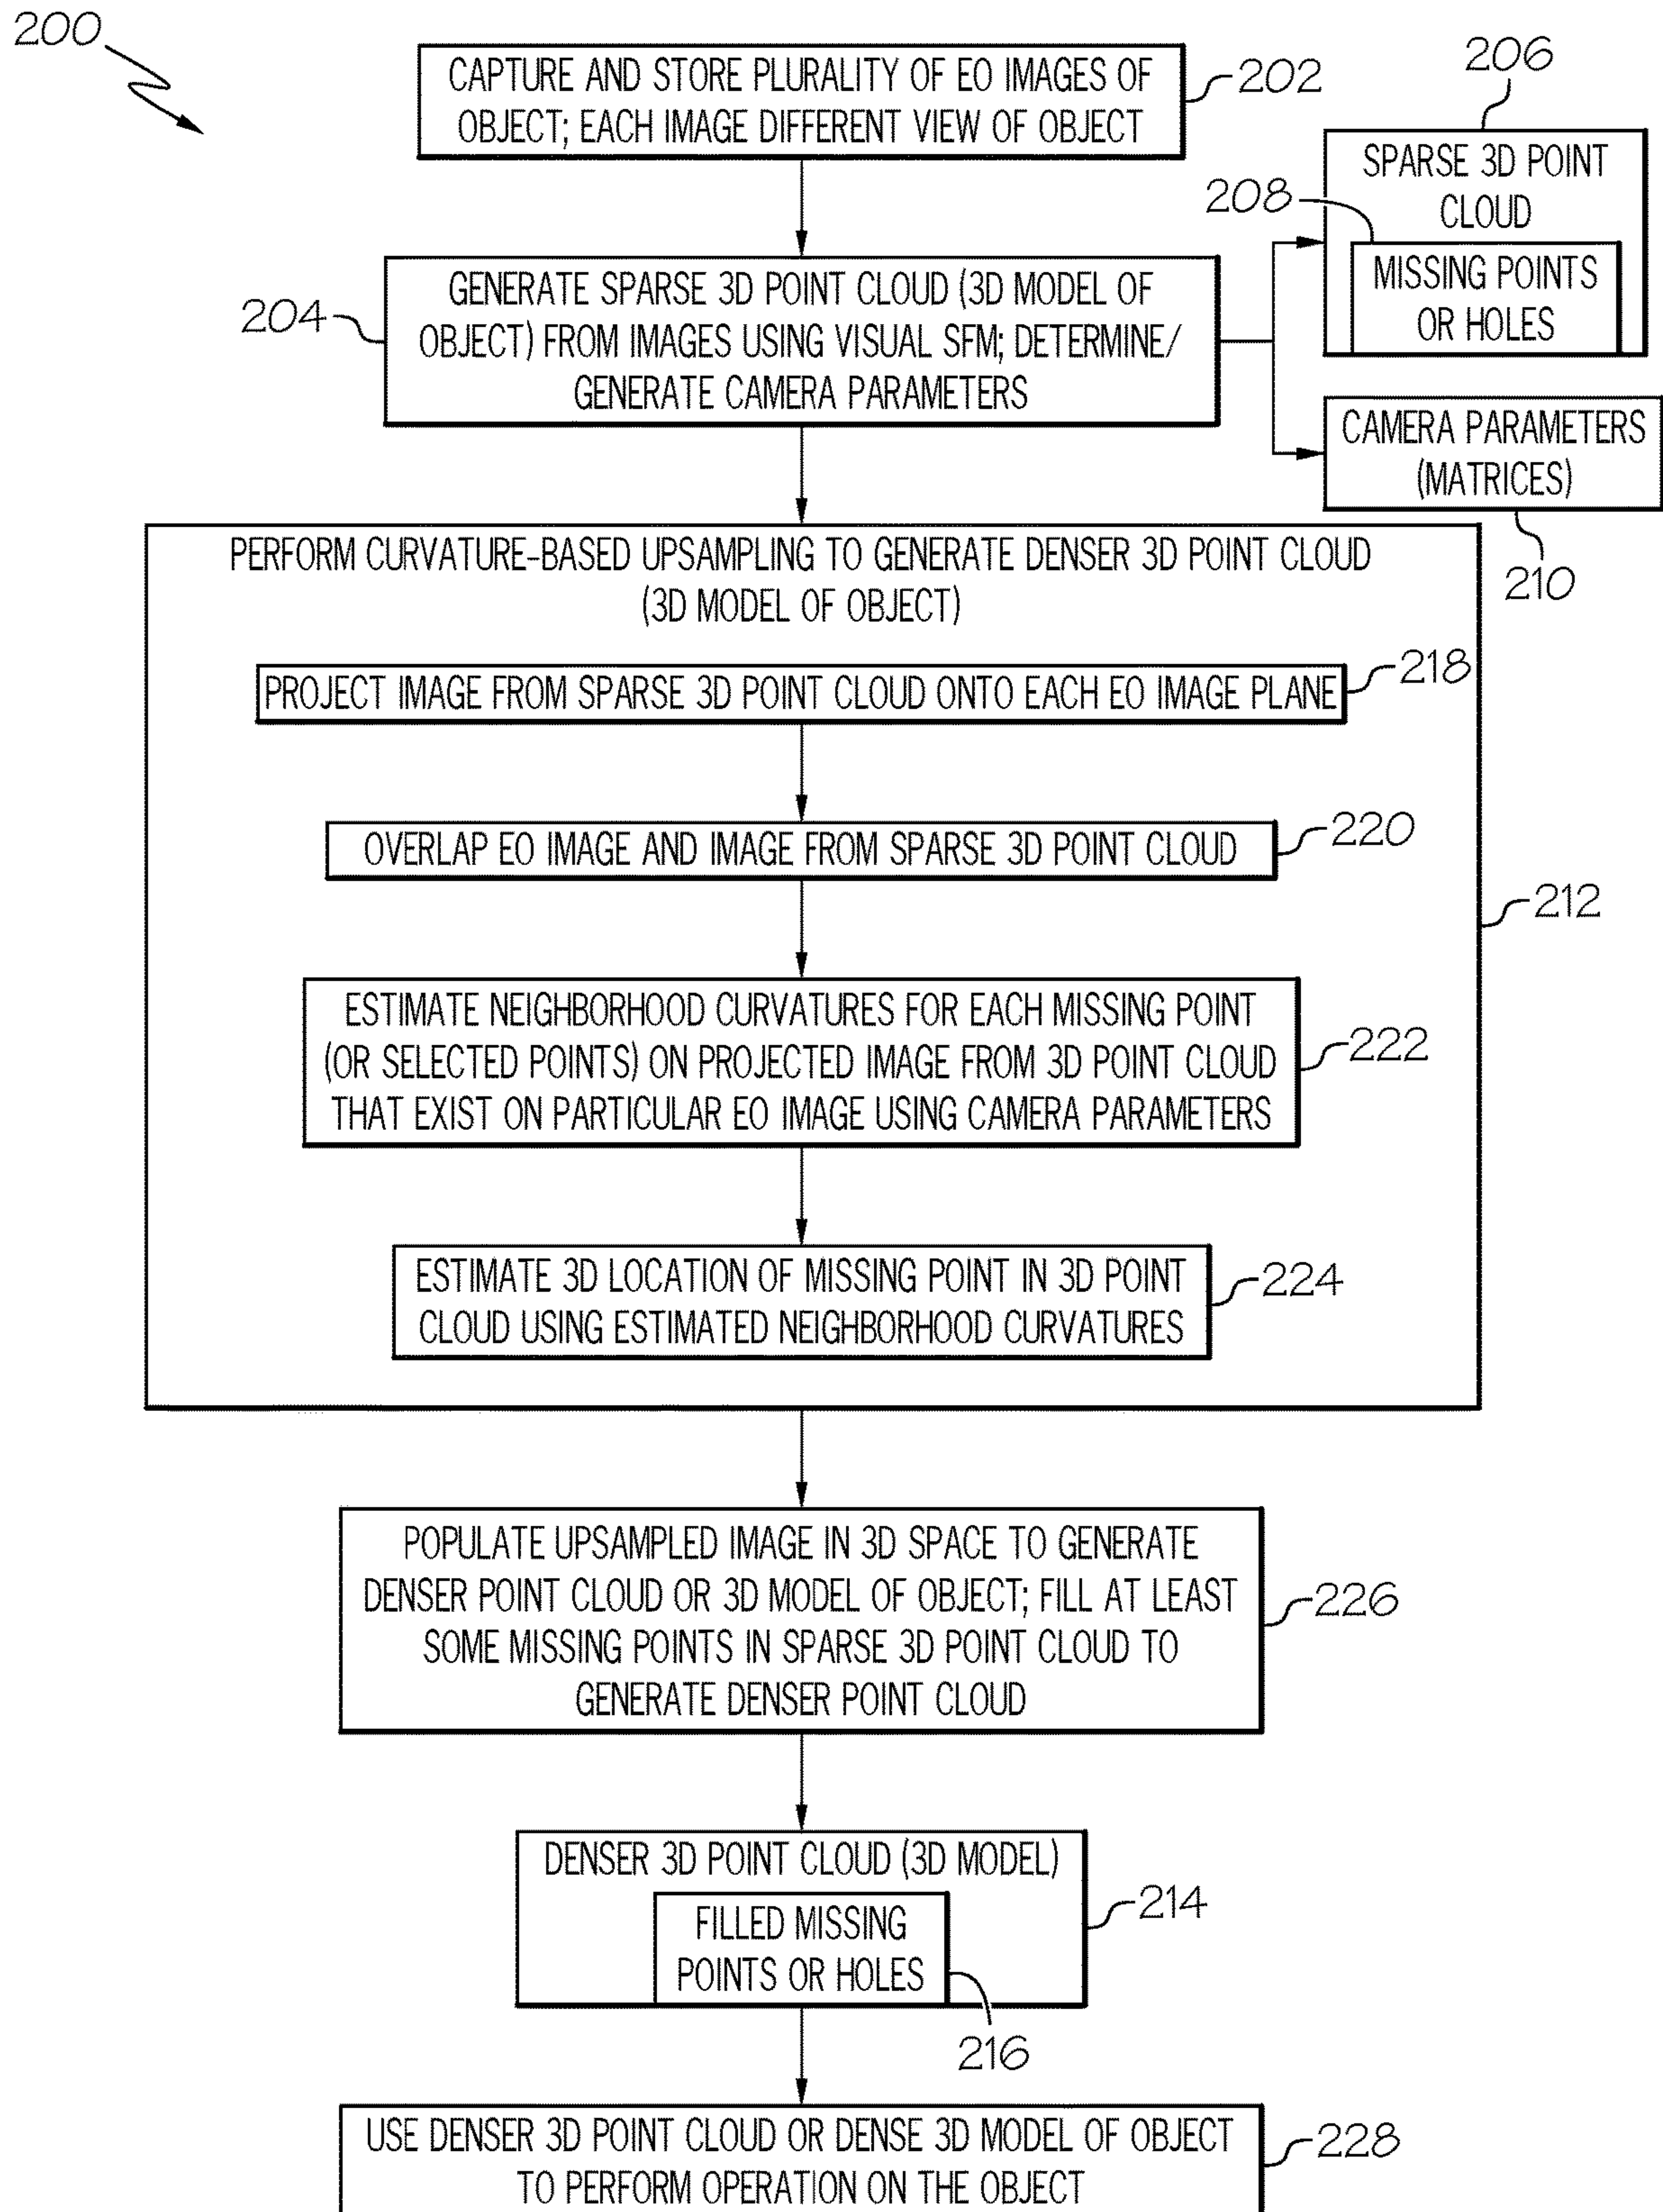 200
CAPTURE AND STORE PLURALITY OF EO IMAGES OF
OBJECT; EACH IMAGE DIFFERENT VIEW OF OBJECT
202
206
SPARSE 3D POINT
CLOUD
208
MISSING POINTS
OR HOLES
204
GENERATE SPARSE 3D POINT CLOUD (3D MODEL OF
OBJECT) FROM IMAGES USING VISUAL SFM; DETERMINE/
GENERATE CAMERA PARAMETERS
CAMERA PARAMETERS
(MATRICES)
210
PERFORM CURVATURE-BASED UPSAMPLING TO GENERATE DENSER 3D POINT CLOUD
(3D MODEL OF OBJECT)
PROJECT IMAGE FROM SPARSE 3D POINT CLOUD ONTO EACH EO IMAGE PLANE
218
OVERLAP EO IMAGE AND IMAGE FROM SPARSE 3D POINT CLOUD
220
212
ESTIMATE NEIGHBORHOOD CURVATURES FOR EACH MISSING POINT
(OR SELECTED POINTS) ON PROJECTED IMAGE FROM 3D POINT CLOUD
THAT EXIST ON PARTICULAR EO IMAGE USING CAMERA PARAMETERS
222
ESTIMATE 3D LOCATION OF MISSING POINT IN 3D POINT
CLOUD USING ESTIMATED NEIGHBORHOOD CURVATURES
224
POPULATE UPSAMPLED IMAGE IN 3D SPACE TO GENERATE
DENSER POINT CLOUD OR 3D MODEL OF OBJECT; FILL AT LEAST
SOME MISSING POINTS IN SPARSE 3D POINT CLOUD TO
GENERATE DENSER POINT CLOUD
226
DENSER 3D POINT CLOUD (3D MODEL)
214
FILLED MISSING
POINTS OR HOLES
216
USE DENSER 3D POINT CLOUD OR DENSE 3D MODEL OF OBJECT
TO PERFORM OPERATION ON THE OBJECT
228